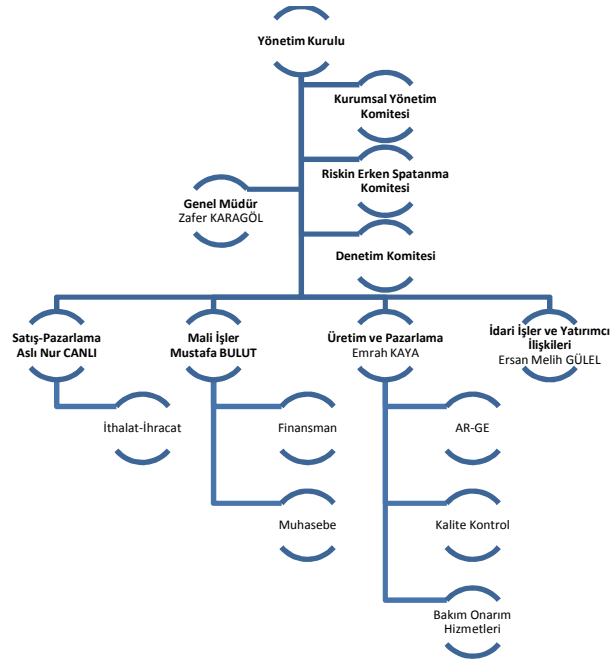 Yönetim Kurulu
Kurumsal Yönetim
Komitesi
Riskin Erken Spatanma
Komitesi
Genel Müdür
Zafer KARAGÖL
Denetim Komitesi
Satış-Pazarlama
Aslı Nur CANLI
Mali İşler
Mustafa BULUT
Üretim ve Pazarlama
Emrah KAYA
İdari İşler ve Yatırımcı
İlişkileri
Ersan Melih GÜLEL
İthalat-İhracat
Finansman
AR-GE
Muhasebe
Kalite Kontrol
Bakım Onarım
Hizmetleri